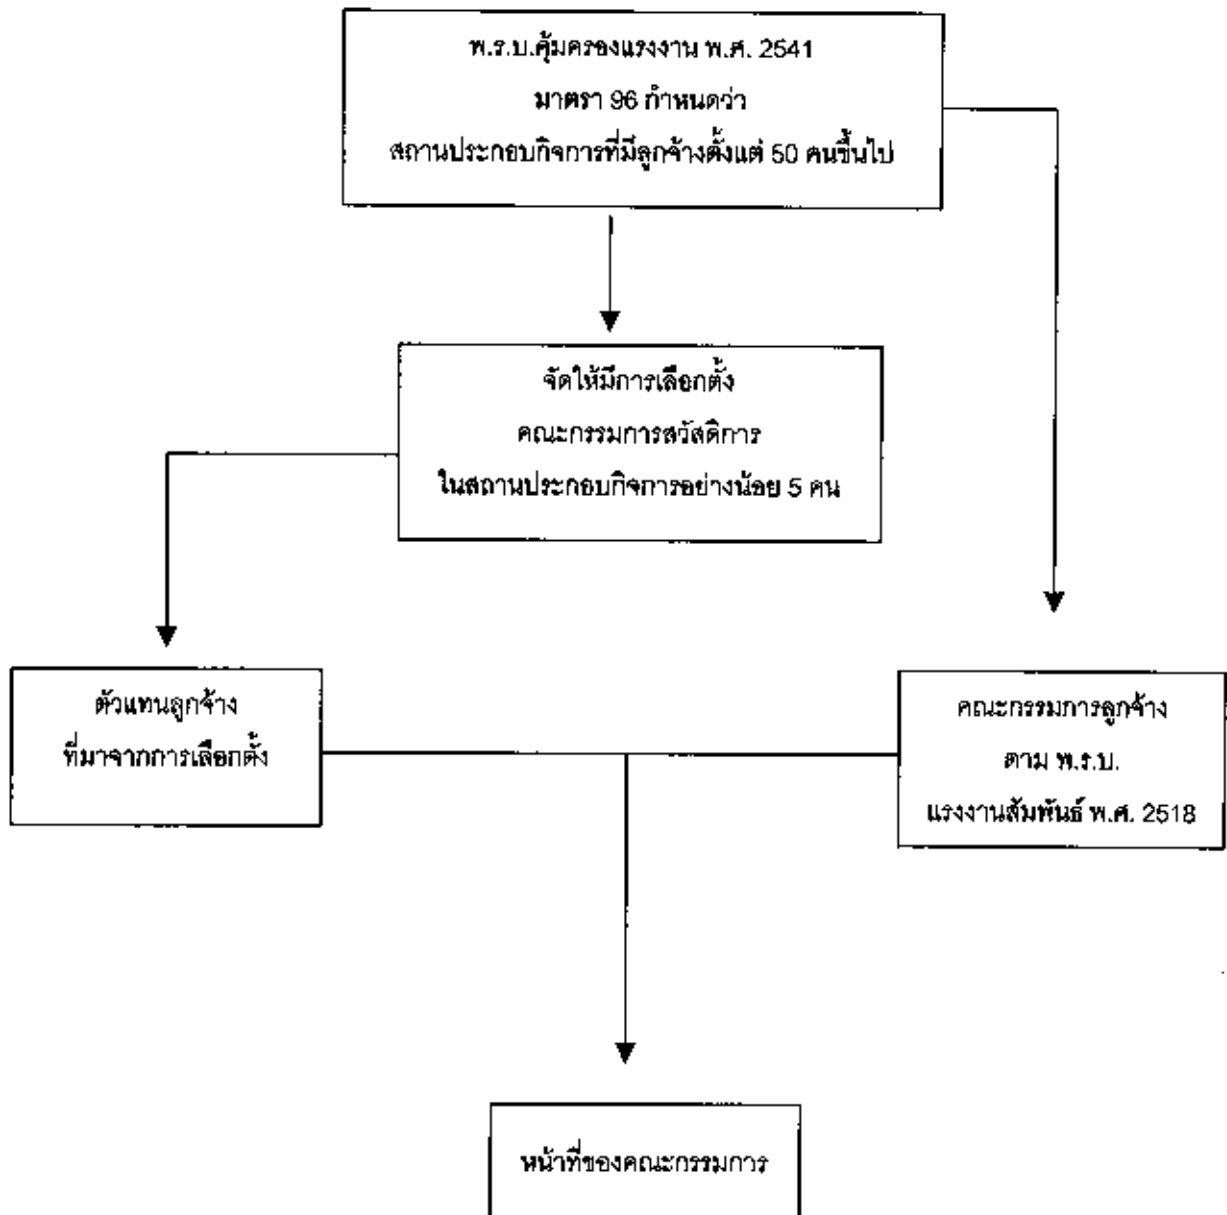 พ.ร.บ.คุ้มครองแรงงาน พ.ศ. 2541
มาตรา 96 กำหนดว่า
สถานประกอบกิจการที่มีลูกจ้างตั้งแต่ 50 คนขึ้นไป
จัดให้มีการเลือกตั้ง
คณะกรรมการสวัสดิการ
ในสถานประกอบกิจการอย่างน้อย 5 คน
ตัวแทนลูกจ้าง
ที่มาจากการเลือกตั้ง
คณะกรรมการลูกจ้าง
ตาม พ.ร.บ.
แรงงานสัมพันธ์ พ.ศ. 2518
หน้าที่ของคณะกรรมการ